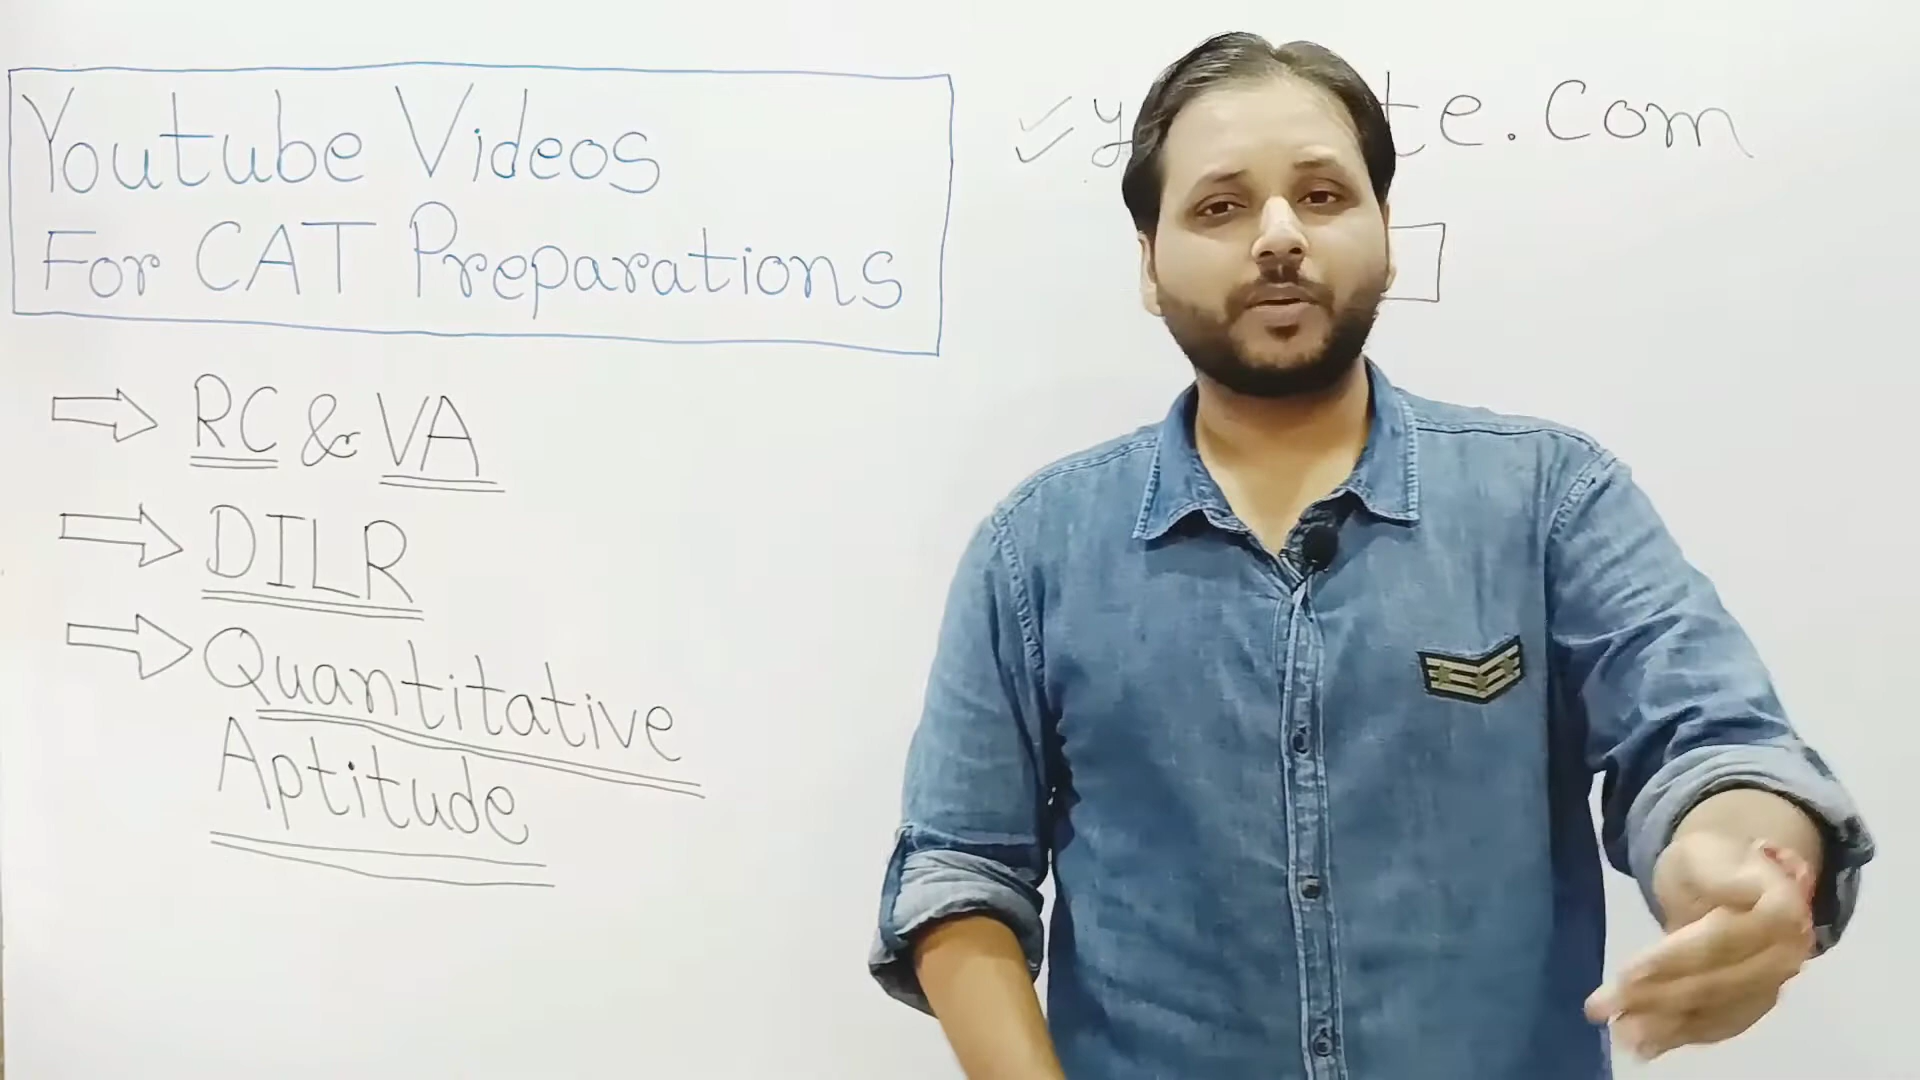 Youtube Videos
For CAT Preparations
RC & VA
DILR
Quantitative
Aptitude
te.com